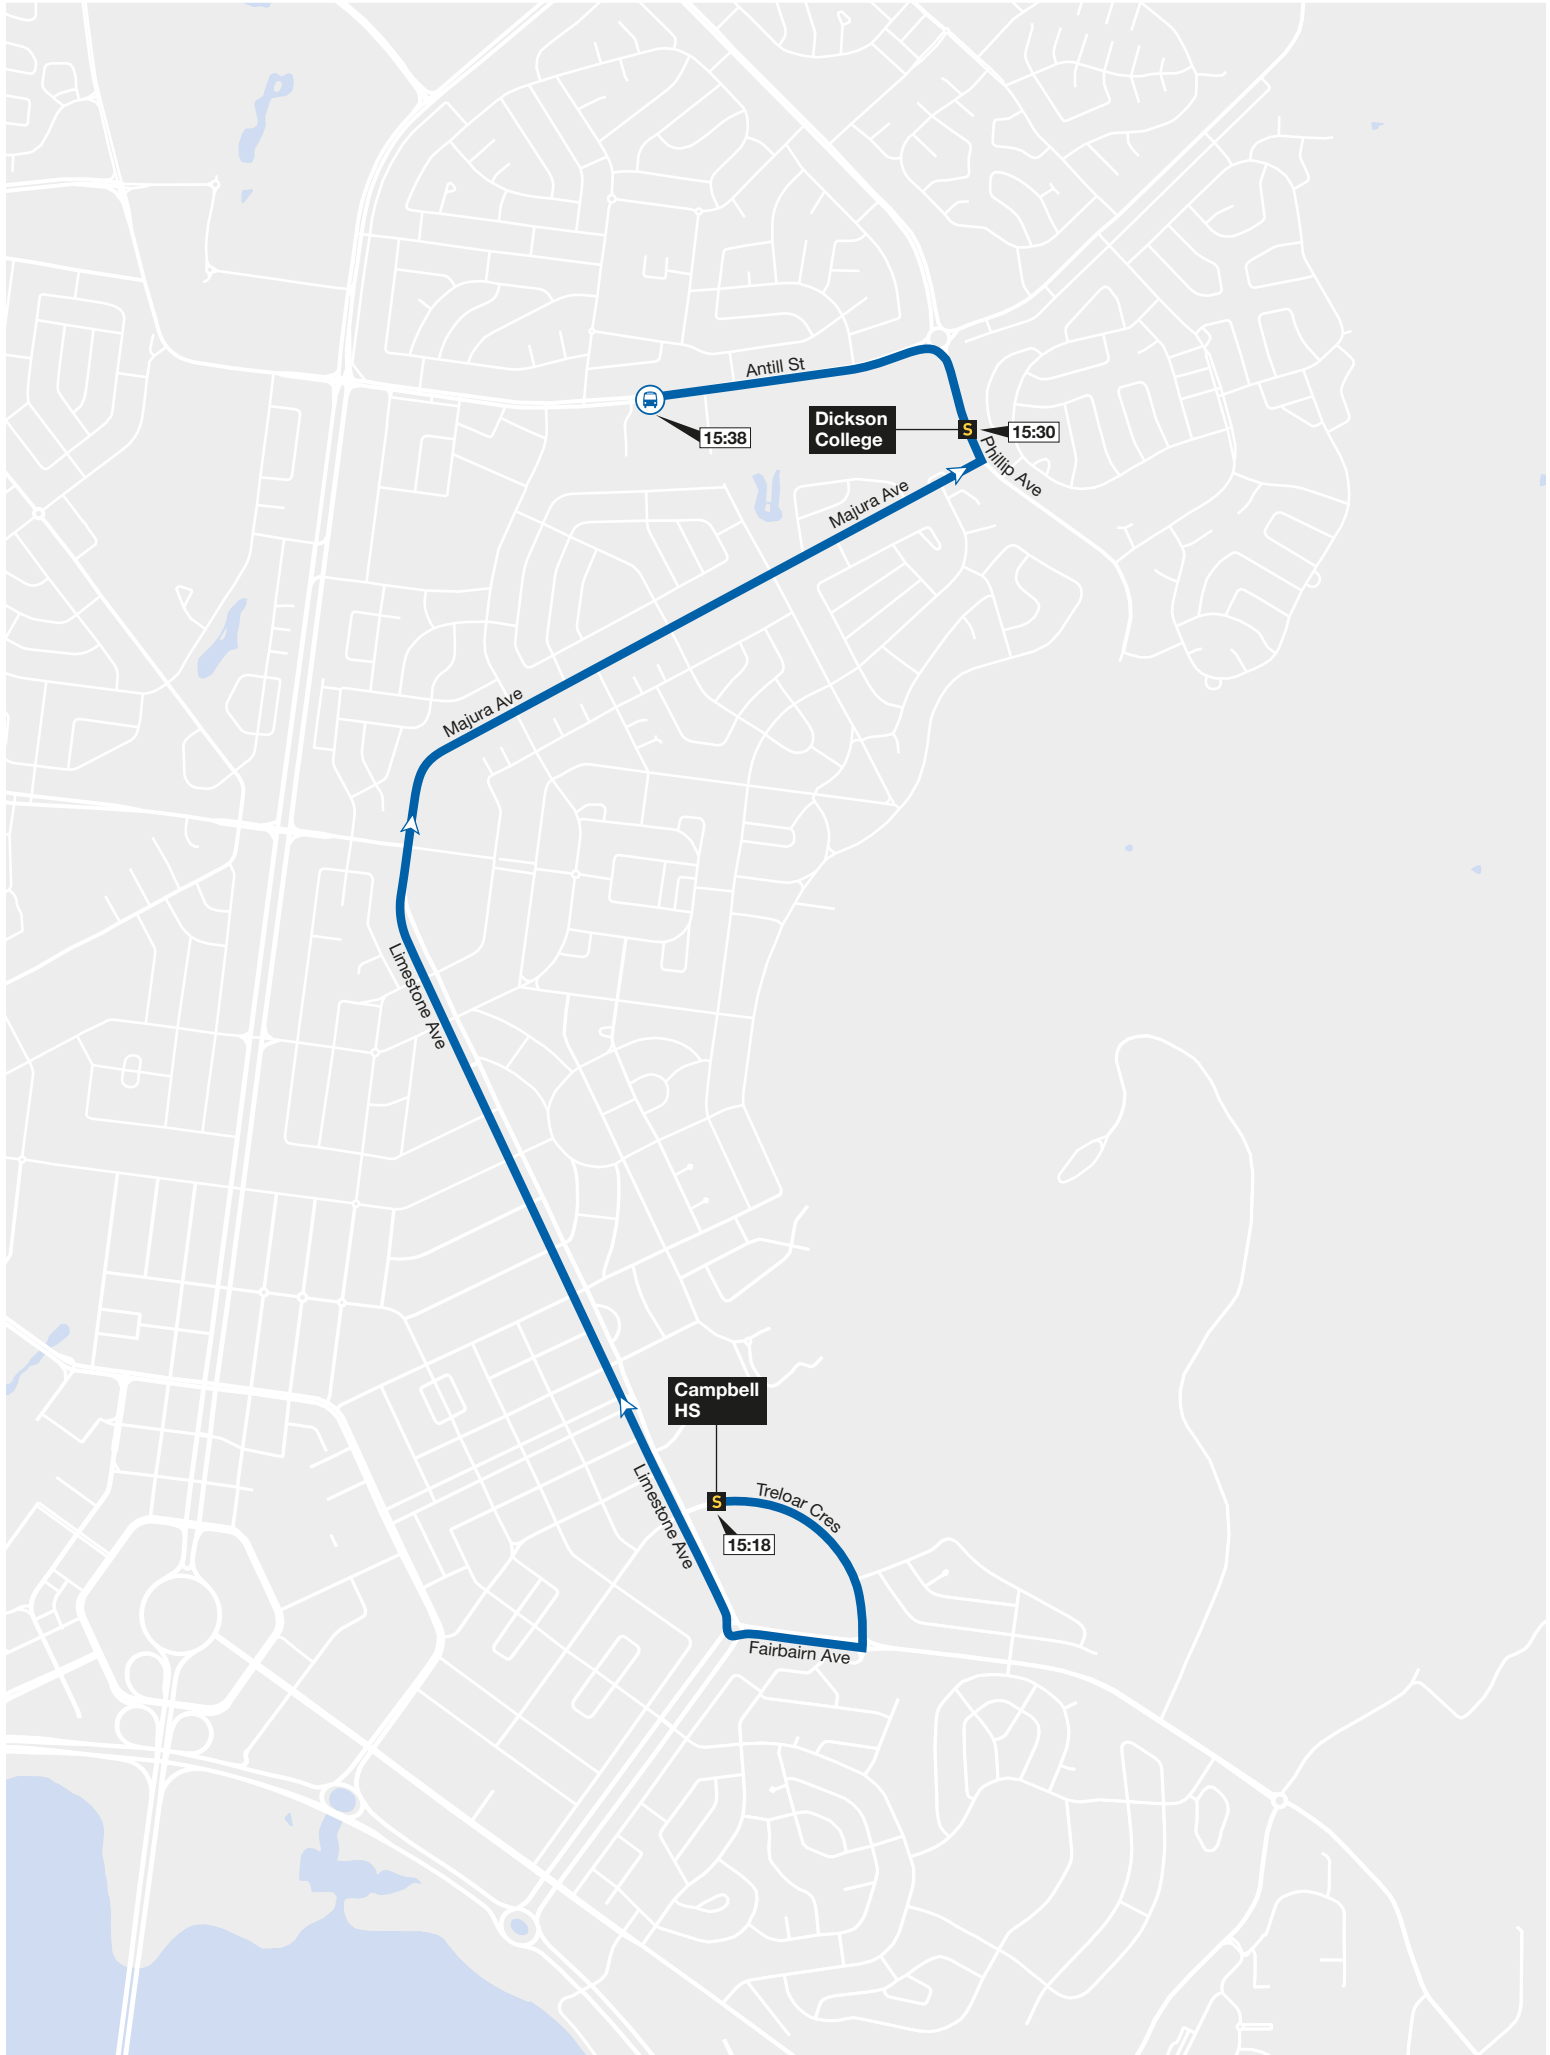 Antill St
15:38
Dickson
College
S
15:30
Phillip Ave
Majura Ave
Majura Ave
Limestone Ave
Campbell
HS
Limestone Ave
S
Treloar Cres
15:18
Fairbairn Ave